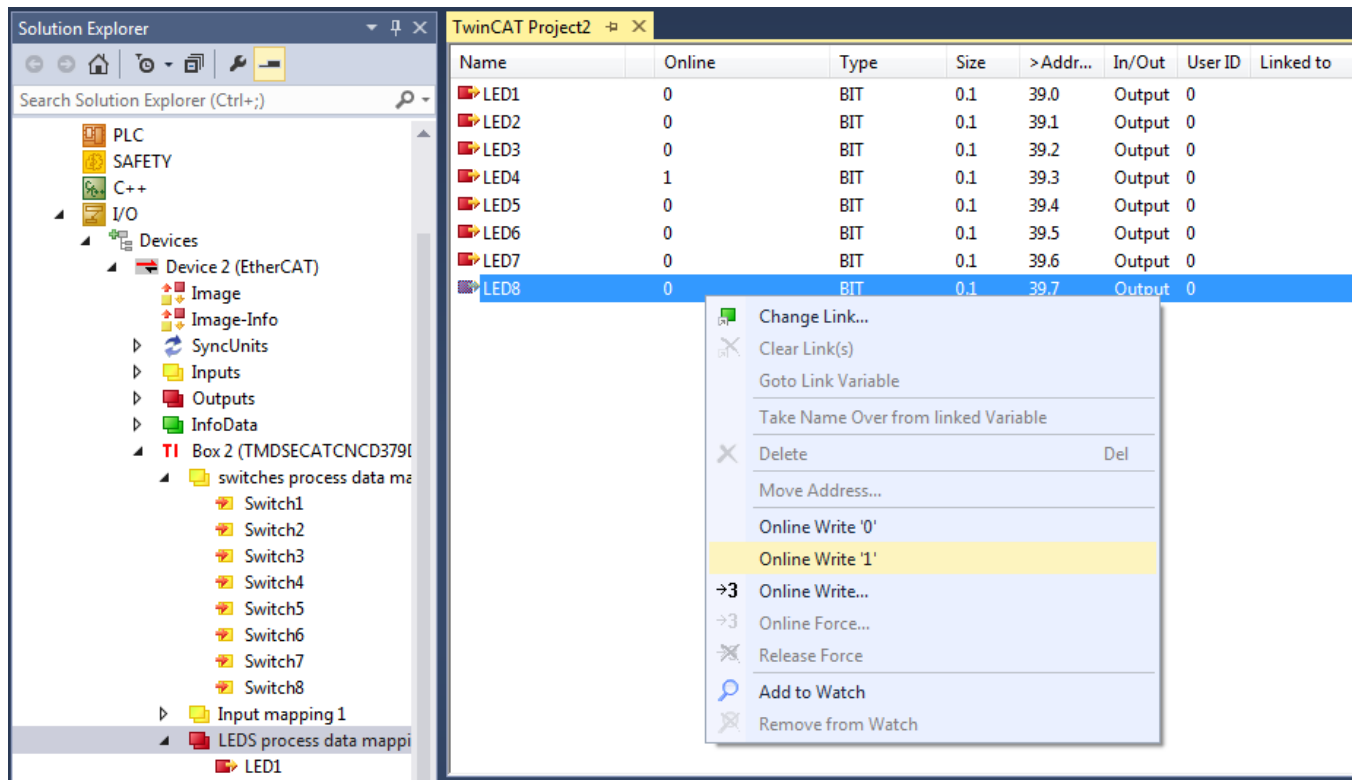 Solution Explorer
Search Solution Explorer (Ctrl+;)
PLC
SAFETY
C++
I/O
Devices
Device 2 (EtherCAT)
Image
Image-Info
SyncUnits
Inputs
Outputs
InfoData
TI Box 2 (TMDSECATCNCD379D
switches process data ma
Switch1
Switch2
Switch3
Switch4
Switch5
Switch6
Switch7
Switch8
Input mapping 1
LEDS process data mappi
LED1
TwinCAT Project2
Name Online Type Size >Addr... In/Out User ID Linked to
LED1 0 BIT 0.1 39.0 Output 0
LED2 0 BIT 0.1 39.1 Output 0
LED3 0 BIT 0.1 39.2 Output 0
LED4 1 BIT 0.1 39.3 Output 0
LED5 0 BIT 0.1 39.4 Output 0
LED6 0 BIT 0.1 39.5 Output 0
LED7 0 BIT 0.1 39.6 Output 0
LED8 0 BIT 0.1 39.7 Output 0
Change Link...
Clear Link(s)
Goto Link Variable
Take Name Over from linked Variable
Delete Del
Move Address...
Online Write '0'
Online Write '1'
→3 Online Write...
→3 Online Force...
Release Force
Add to Watch
Remove from Watch